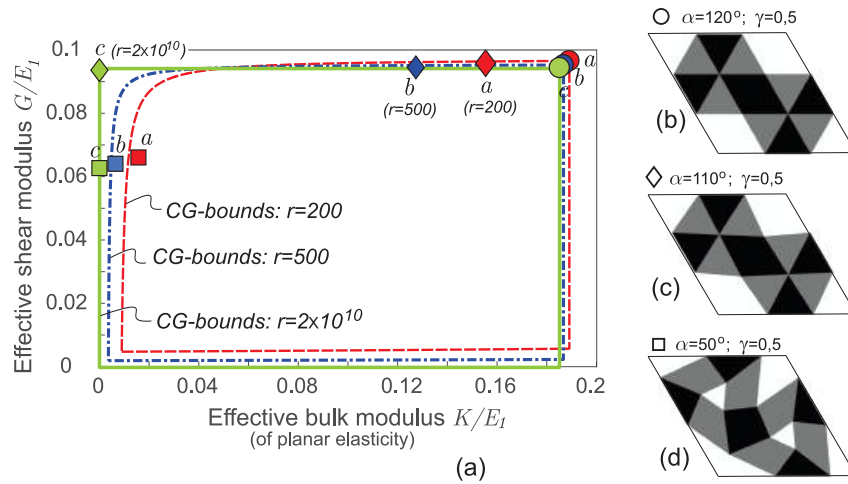 c (r=2x10^10)
0.1
0.08
0.06
0.04
0.02
0
Effective shear modulus G/E₁
a
b
c
b
(r=500)
a
(r=200)
c b a
CG-bounds: r=200
CG-bounds: r=500
CG-bounds: r=2x10^10
0 0.04 0.08 0.12 0.16 0.2
Effective bulk modulus K/E₁
(of planar elasticity)
(a)
α=120°; γ=0,5
(b)
α=110°; γ=0,5
(c)
α=50°; γ=0,5
(d)